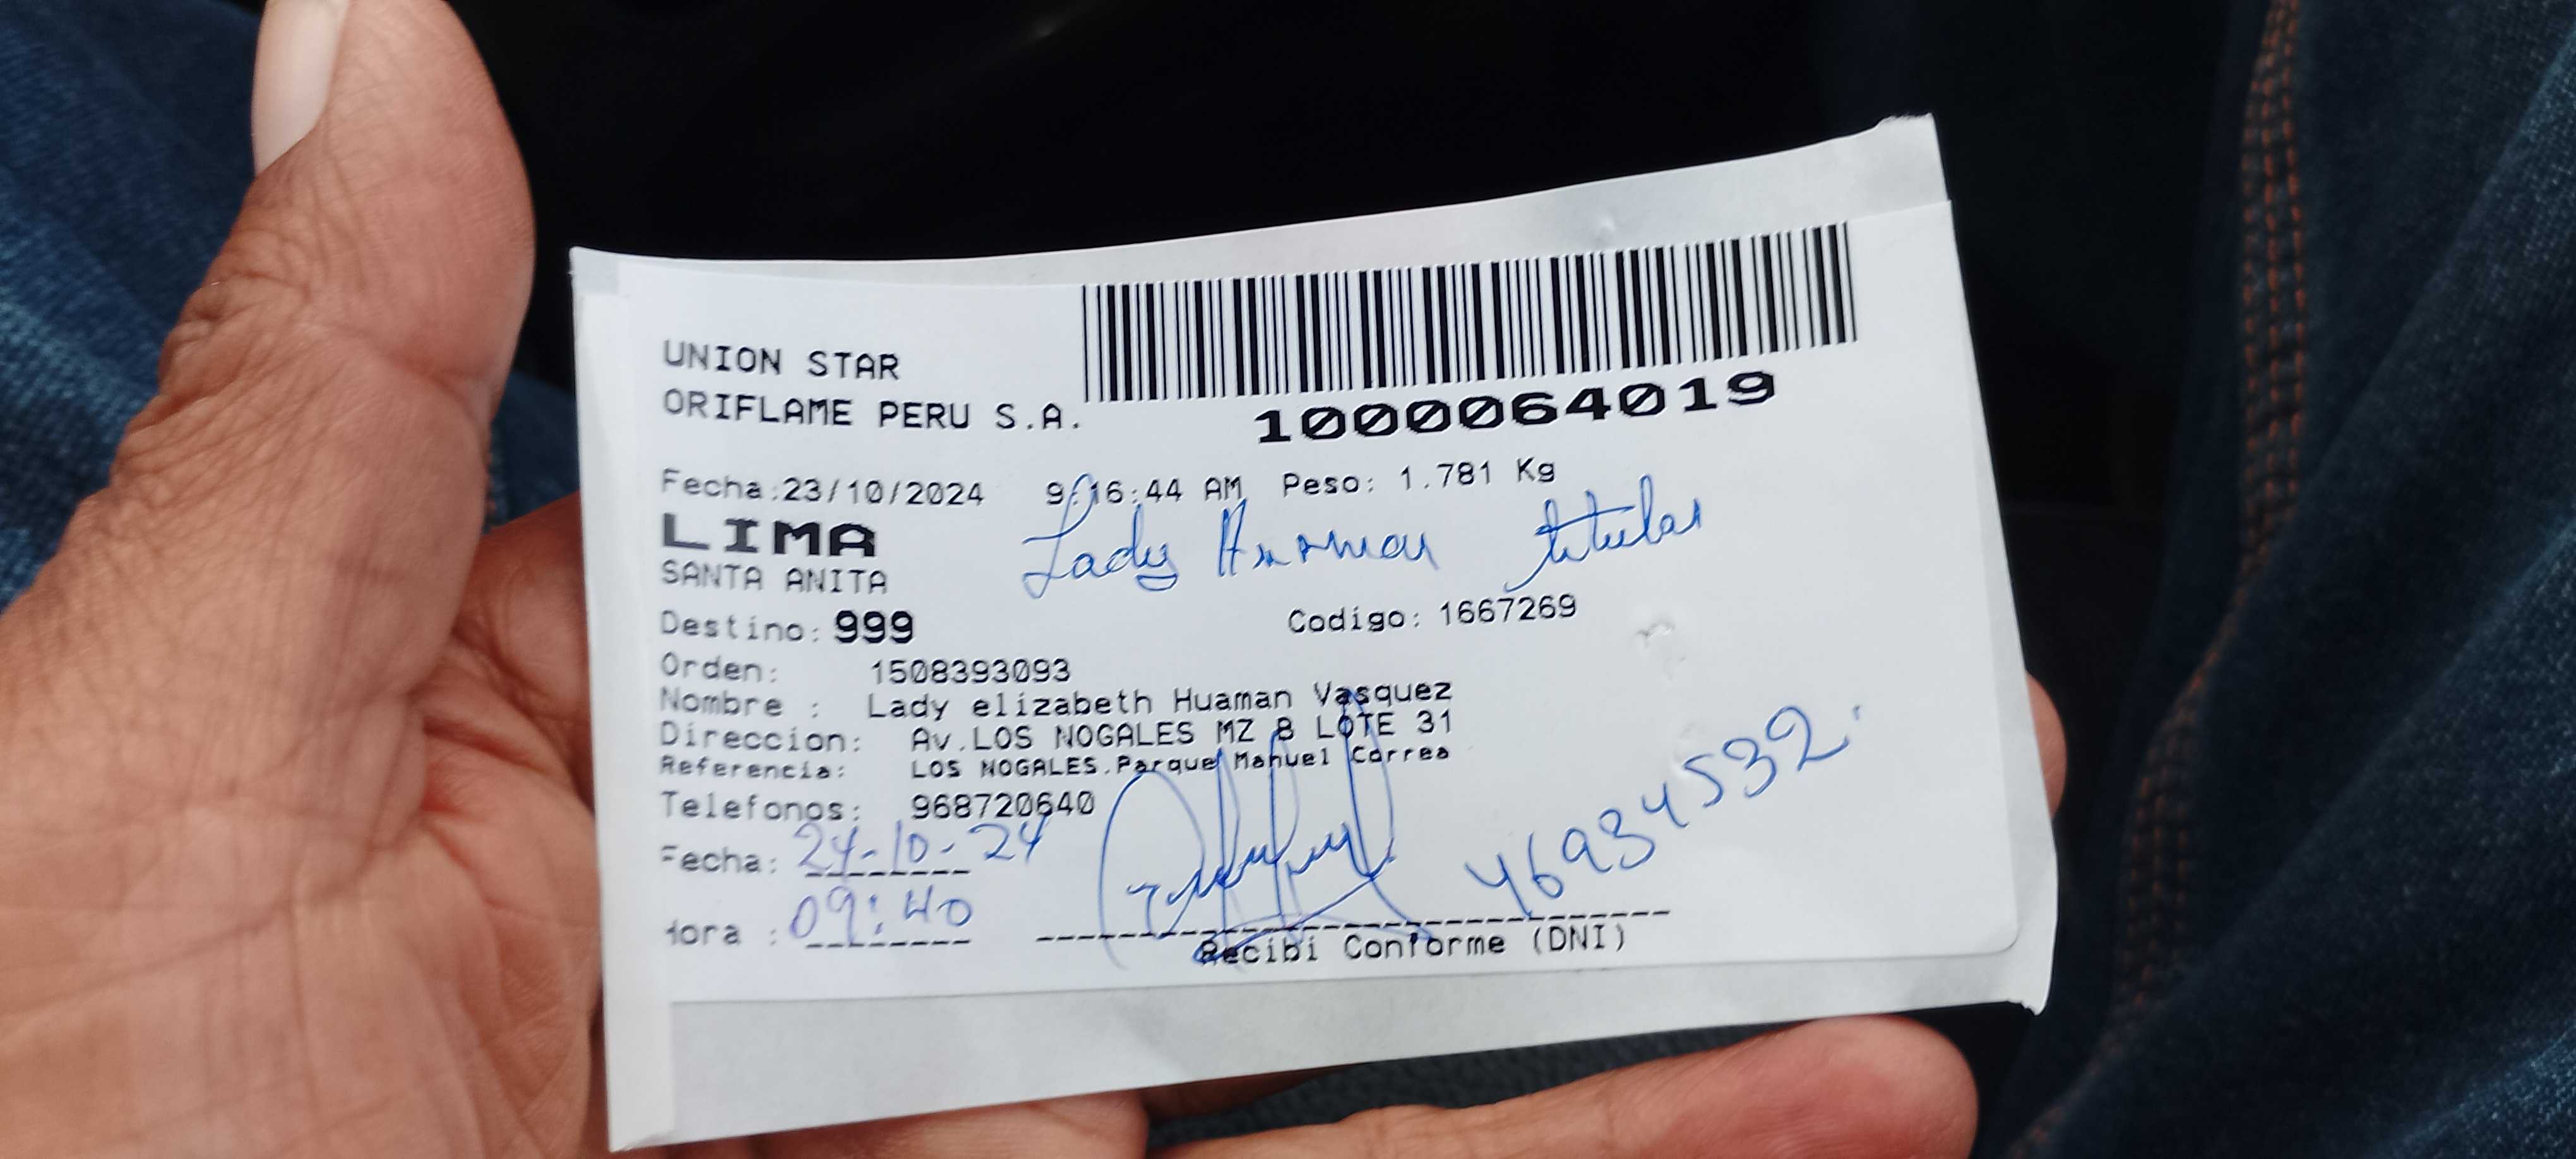 UNION STAR
ORIFLAME PERU S.A.
1000064019
Fecha:23/10/2024 9:16:44 AM Peso: 1.781 Kg
LIMA
Lady Huaman titular
SANTA ANITA
Destino: 999 Codigo: 1667269
Orden: 1508393093
Nombre : Lady elizabeth Huaman Vasquez
Direccion: Av.LOS NOGALES MZ B LOTE 31
Referencia: LOS NOGALES.Parque Manuel Correa
Telefonos: 968720640
Fecha: 24-10-24
46934532
Hora : 09:40
Recibi Conforme (DNI)